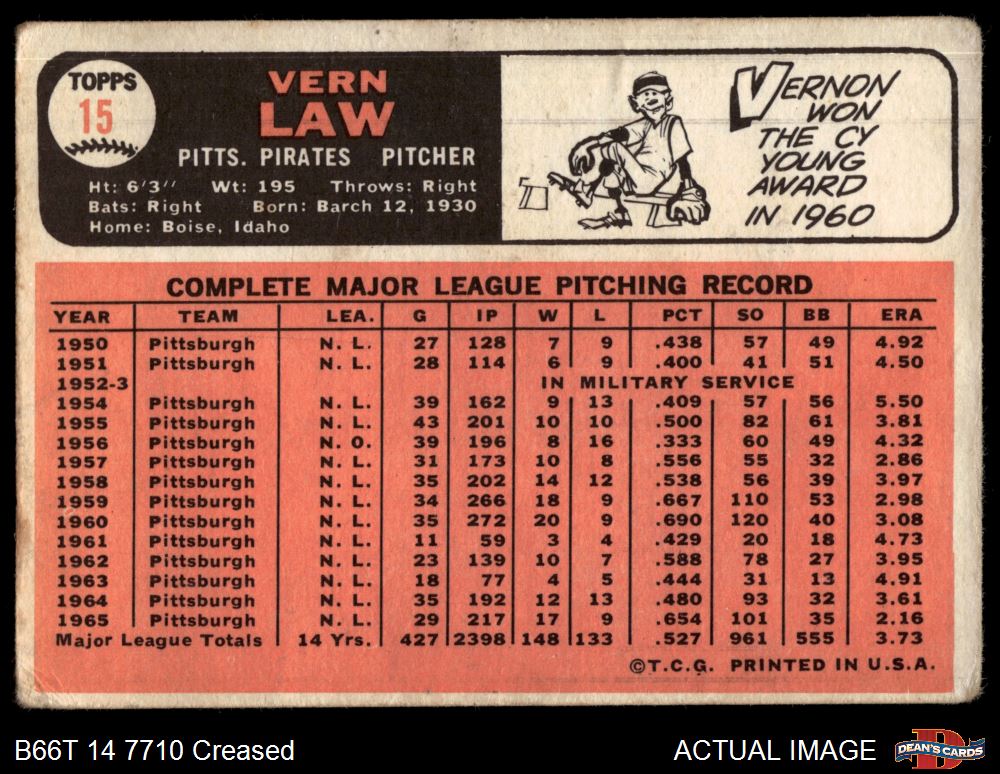 TOPPS
15
VERN
LAW
PITTS. PIRATES PITCHER
Ht: 6'3" Wt: 195 Throws: Right
Bats: Right Born: Barch 12, 1930
Home: Boise, Idaho
VERNON
WON
THE CY
YOUNG
AWARD
IN 1960
COMPLETE MAJOR LEAGUE PITCHING RECORD
YEAR TEAM LEA. G IP W L PCT SO BB ERA
1950 Pittsburgh N. L. 27 128 7 9 .438 57 49 4.92
1951 Pittsburgh N. L. 28 114 6 9 .400 41 51 4.50
1952-3 IN MILITARY SERVICE
1954 Pittsburgh N. L. 39 162 9 13 .409 57 56 5.50
1955 Pittsburgh N. L. 43 201 10 10 .500 82 61 3.81
1956 Pittsburgh N. O. 39 196 8 16 .333 60 49 4.32
1957 Pittsburgh N. L. 31 173 10 8 .556 55 32 2.86
1958 Pittsburgh N. L. 35 202 14 12 .538 56 39 3.97
1959 Pittsburgh N. L. 34 266 18 9 .667 110 53 2.98
1960 Pittsburgh N. L. 35 272 20 9 .690 120 40 3.08
1961 Pittsburgh N. L. 11 59 3 4 .429 20 18 4.73
1962 Pittsburgh N. L. 23 139 10 7 .588 78 27 3.95
1963 Pittsburgh N. L. 18 77 4 5 .444 31 13 4.91
1964 Pittsburgh N. L. 35 192 12 13 .480 93 32 3.61
1965 Pittsburgh N. L. 29 217 17 9 .654 101 35 2.16
Major League Totals 14 Yrs. 427 2398 148 133 .527 961 555 3.73
©T.C.G. PRINTED IN U.S.A.
B66T 14 7710 Creased
ACTUAL IMAGE
DEAN'S CARDS